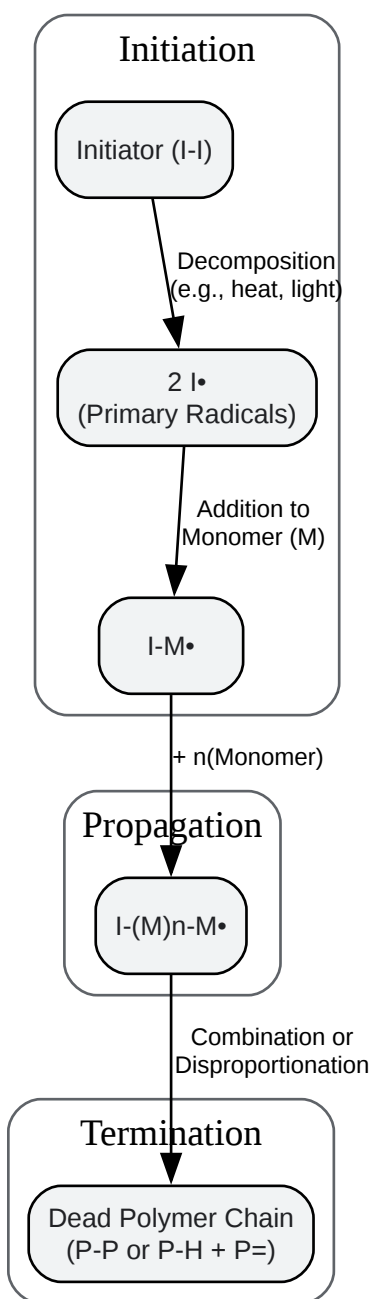 Initiation
Initiator (I-I)
Decomposition
(e.g., heat, light)
2 I•
(Primary Radicals)
Addition to
Monomer (M)
I-M•
+ n(Monomer)
Propagation
I-(M)n-M•
Combination or
Disproportionation
Termination
Dead Polymer Chain
(P-P or P-H + P=)